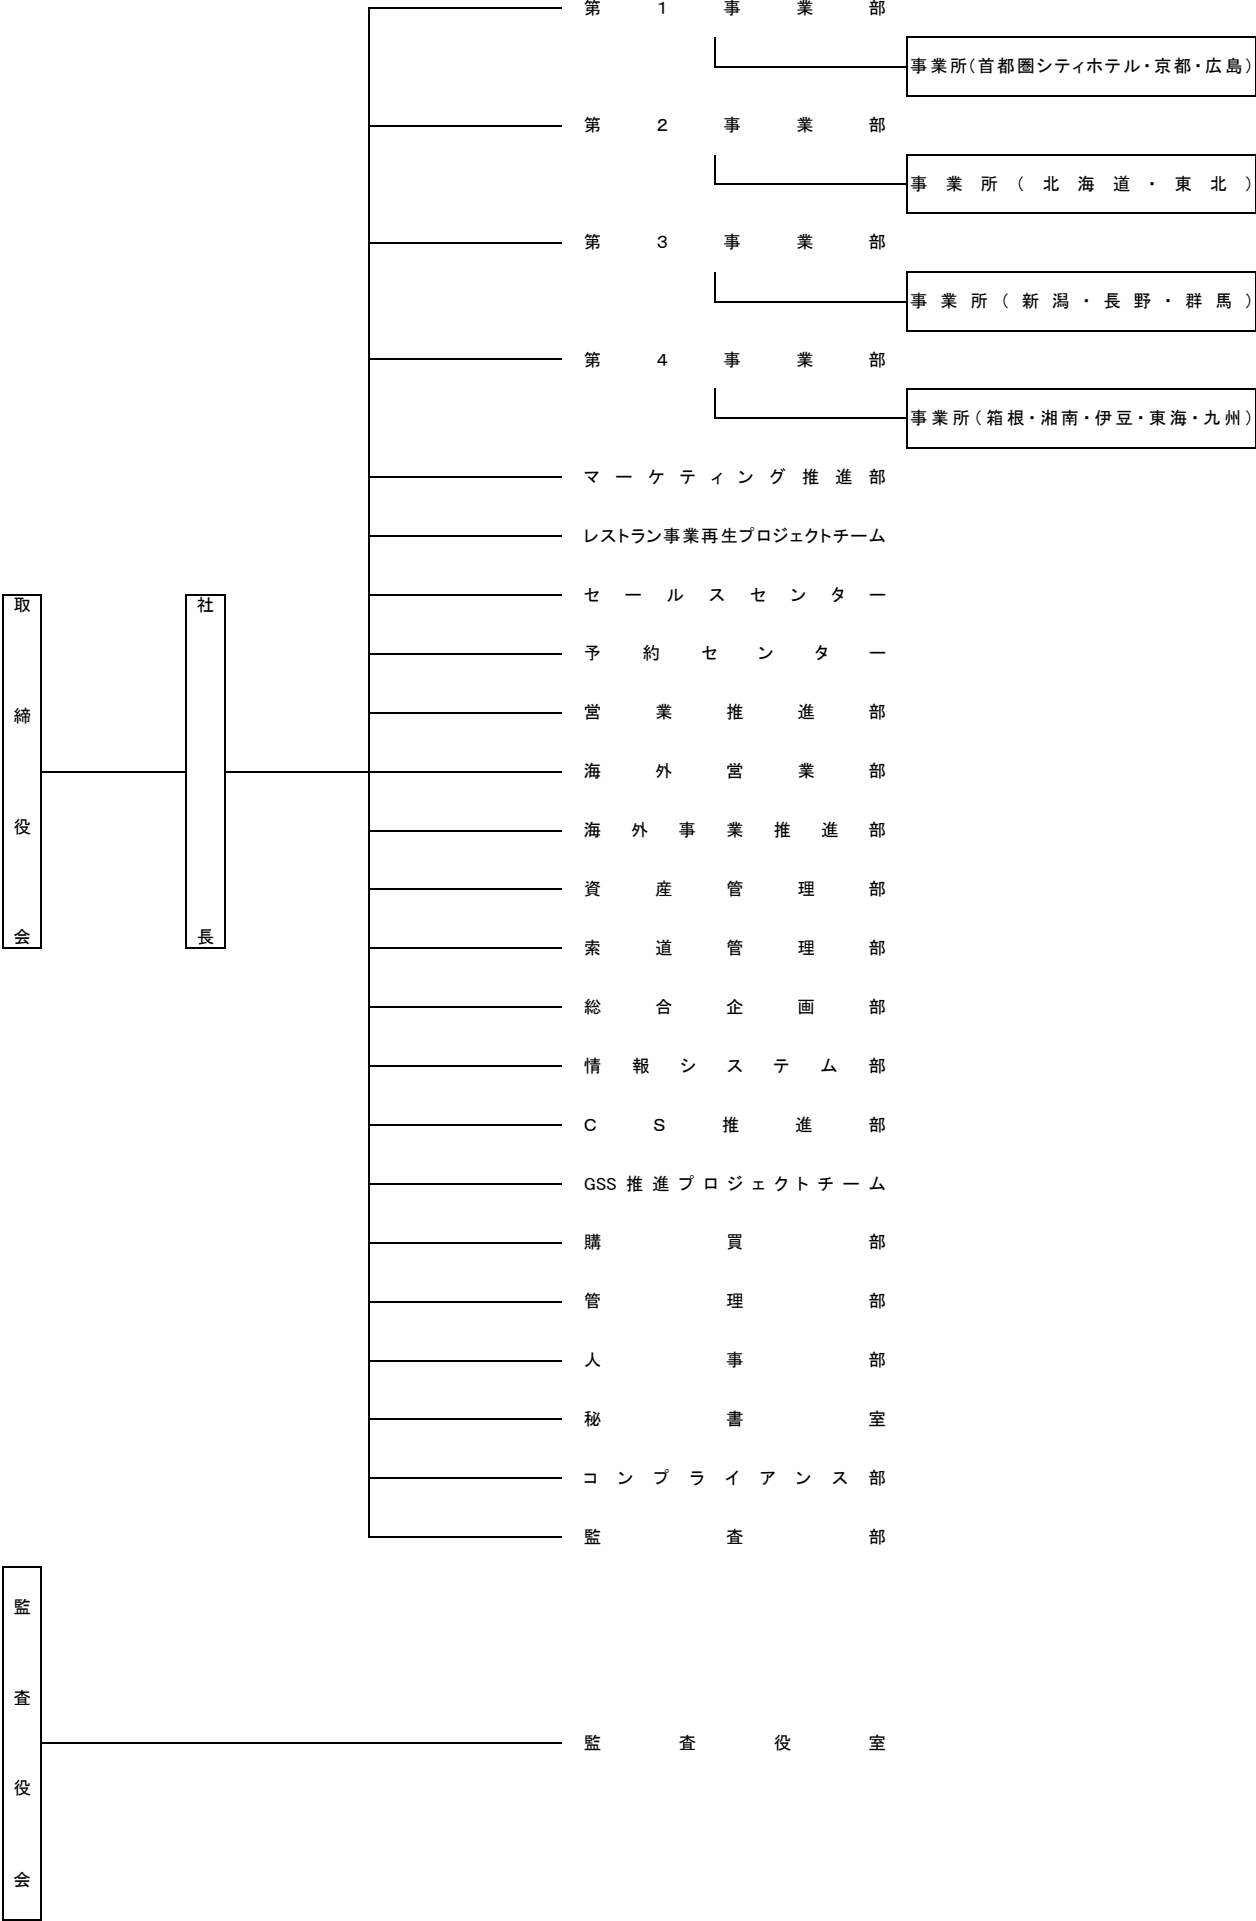 第1事業部
事業所(首都圏シティホテル・京都・広島)
第2事業部
事業所(北海道・東北)
第3事業部
事業所(新潟・長野・群馬)
第4事業部
事業所(箱根・湘南・伊豆・東海・九州)
マーケティング推進部
レストラン事業再生プロジェクトチーム
取締役会
社長
セールスセンター
予約センター
営業推進部
海外営業部
海外事業推進部
資産管理部
索道管理部
総合企画部
情報システム部
CS推進部
GSS推進プロジェクトチーム
購買部
管理部
人事部
秘書室
コンプライアンス部
監査部
監査役会
監査役室